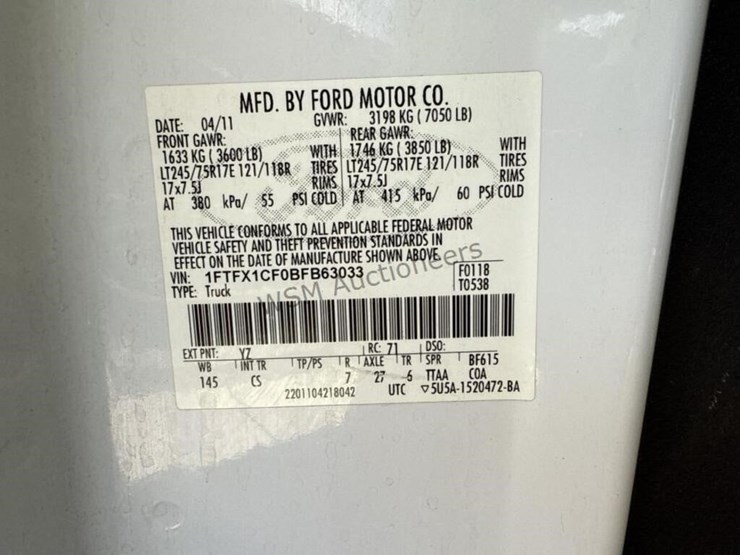 MFD. BY FORD MOTOR CO.
DATE: 04/11 GVWR: 3198 KG ( 7050 LB)
FRONT GAWR: REAR GAWR:
1633 KG ( 3600 LB) WITH 1746 KG ( 3850 LB) WITH
LT245/75R17E 121/118R TIRES LT245/75R17E 121/118R TIRES
17x7.5J RIMS 17x7.5J RIMS
AT 380 kPa/ 55 PSI COLD AT 415 kPa/ 60 PSI COLD
THIS VEHICLE CONFORMS TO ALL APPLICABLE FEDERAL MOTOR
VEHICLE SAFETY AND THEFT PREVENTION STANDARDS IN
EFFECT ON THE DATE OF MANUFACTURE SHOWN ABOVE.
VIN: 1FTFX1CF0BFB63033 F0118
TYPE: Truck T0538
WSM Auctioneers
EXT PNT: YZ RC: 71 DSO:
WB INT TR TP/PS R AXLE TR SPR BF615
145 CS 7 27 6 TTAA COA
2201104218042 UTC ▽5U5A-1520472-BA